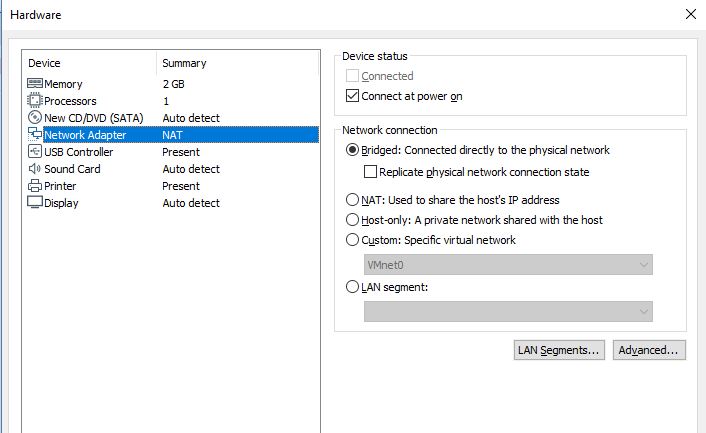 Hardware
Device Summary
Memory 2 GB
Processors 1
New CD/DVD (SATA) Auto detect
Network Adapter NAT
USB Controller Present
Sound Card Auto detect
Printer Present
Display Auto detect
Device status
Connected
Connect at power on
Network connection
Bridged: Connected directly to the physical network
Replicate physical network connection state
NAT: Used to share the host's IP address
Host-only: A private network shared with the host
Custom: Specific virtual network
VMnet0
LAN segment:
LAN Segments... Advanced...